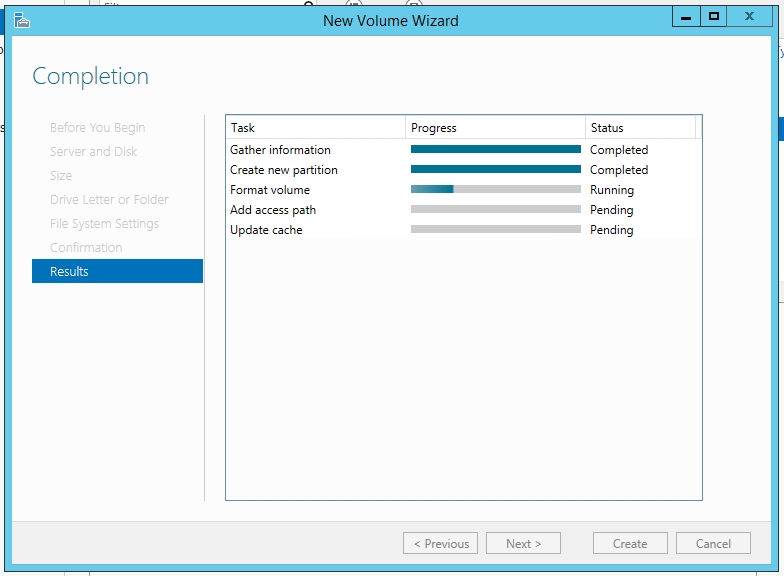 New Volume Wizard
Completion
Before You Begin
Server and Disk
Size
Drive Letter or Folder
File System Settings
Confirmation
Results
Task Progress Status
Gather information Completed
Create new partition Completed
Format volume Running
Add access path Pending
Update cache Pending
< Previous Next > Create Cancel